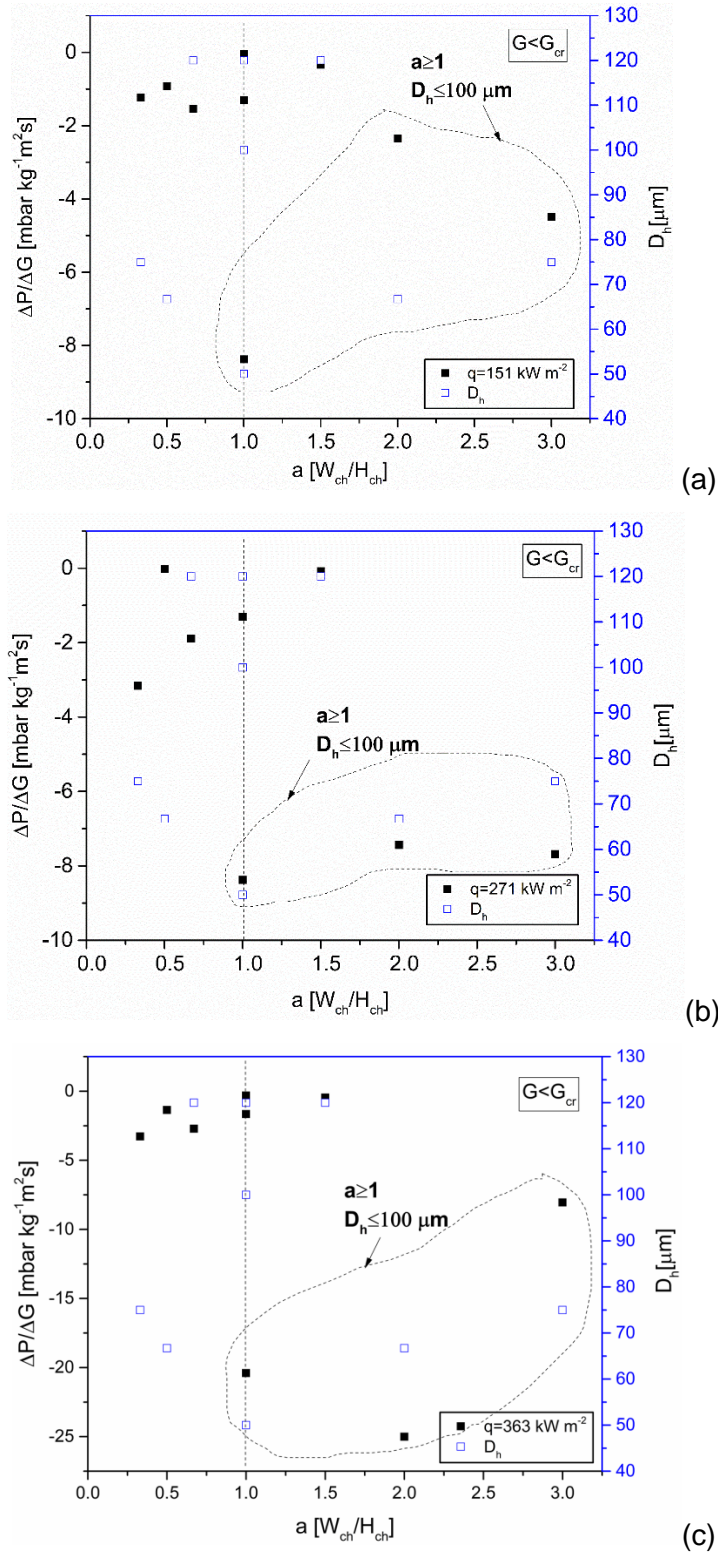 G<G_cr
a≥1
D_h≤100 μm
ΔP/ΔG [mbar kg⁻¹m²s]
0
-2
-4
-6
-8
-10
D_h[μm]
130
120
110
100
90
80
70
60
50
40
q=151 kW m⁻²
D_h
0.0 0.5 1.0 1.5 2.0 2.5 3.0
a [W_ch/H_ch]
(a)
G<G_cr
a≥1
D_h≤100 μm
ΔP/ΔG [mbar kg⁻¹m²s]
0
-2
-4
-6
-8
-10
D_h[μm]
130
120
110
100
90
80
70
60
50
40
q=271 kW m⁻²
D_h
0.0 0.5 1.0 1.5 2.0 2.5 3.0
a [W_ch/H_ch]
(b)
G<G_cr
a≥1
D_h≤100 μm
ΔP/ΔG [mbar kg⁻¹m²s]
0
-5
-10
-15
-20
-25
D_h[μm]
130
120
110
100
90
80
70
60
50
40
q=363 kW m⁻²
D_h
0.0 0.5 1.0 1.5 2.0 2.5 3.0
a [W_ch/H_ch]
(c)